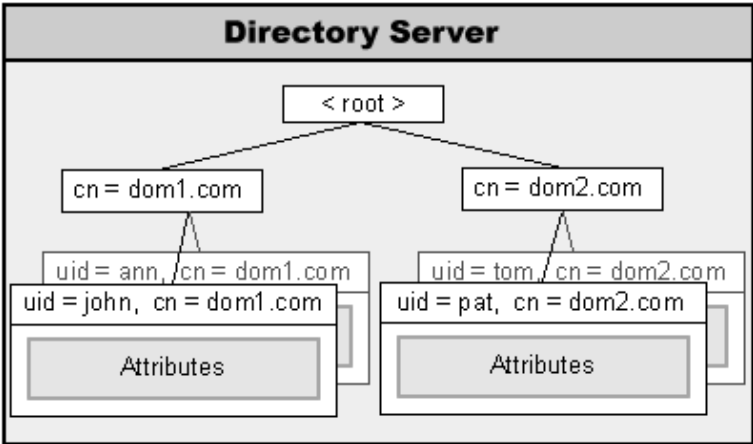 Directory Server
< root >
cn = dom1.com
cn = dom2.com
uid = ann, cn = dom1.com
uid = tom, cn = dom2.com
uid = john, cn = dom1.com
uid = pat, cn = dom2.com
Attributes
Attributes